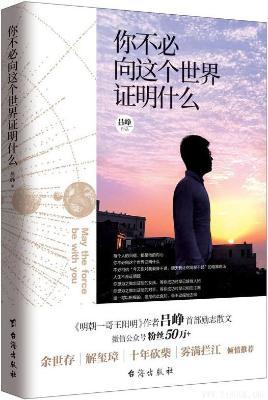 你不必
向这个世界
证明什么
吕峥
作品
你不必向这个世界证明什么
吕峥
May the force
be with you
《明朝一哥王阳明》作者吕峥首部励志散文
微信公众号粉丝50万+
余世存 解玺璋 十年砍柴 雾满拦江 倾情推荐
台海出版社
台海出版社